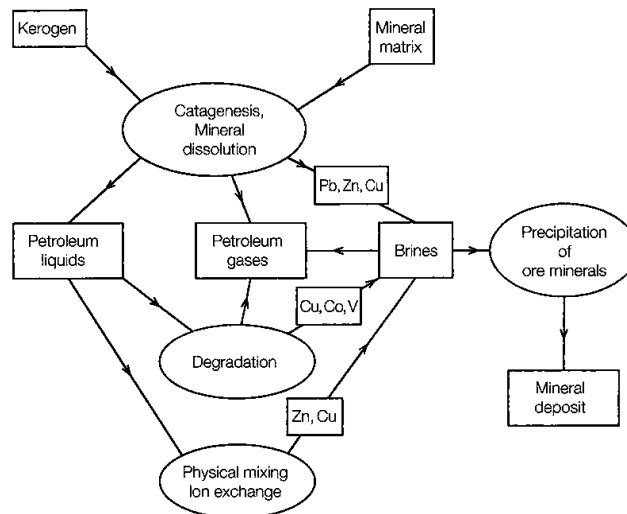 Kerogen
Mineral
matrix
Catagenesis,
Mineral
dissolution
Pb, Zn, Cu
Petroleum
liquids
Petroleum
gases
Brines
Precipitation
of
ore minerals
Cu, Co, V
Degradation
Mineral
deposit
Zn, Cu
Physical mixing
Ion exchange